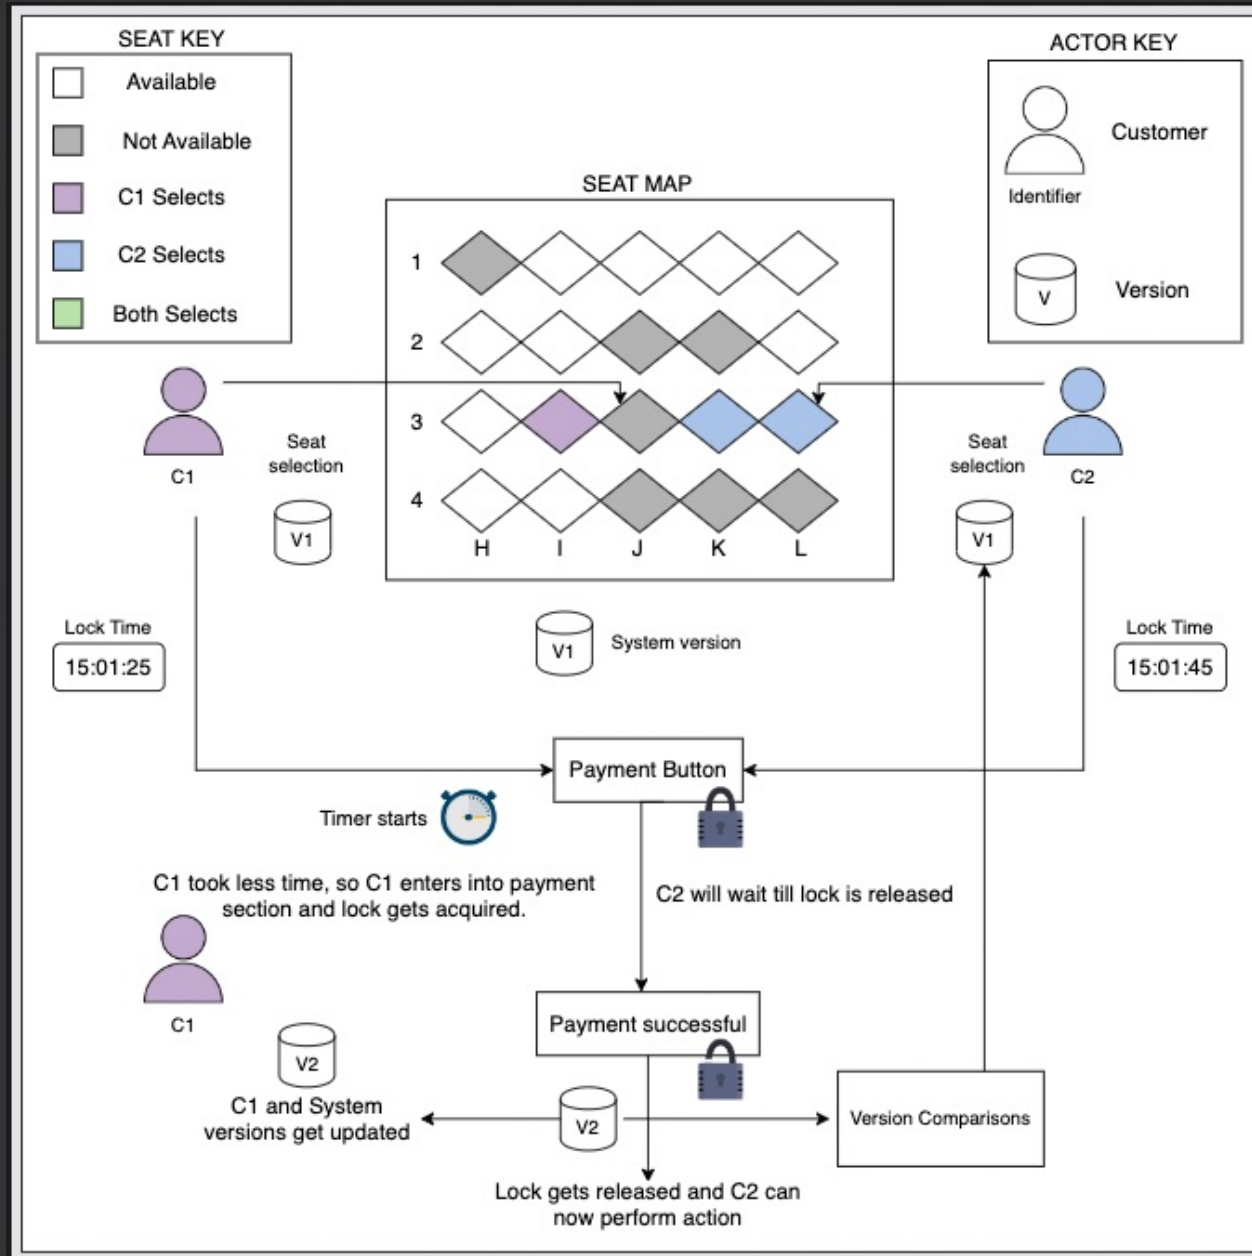 SEAT KEY
Available
Not Available
C1 Selects
C2 Selects
Both Selects
ACTOR KEY
Customer
Identifier
V
Version
SEAT MAP
1
2
3
4
H I J K L
C1
Seat
selection
V1
Seat
selection
V1
C2
Lock Time
15:01:25
V1
System version
Lock Time
15:01:45
Payment Button
Timer starts
C1 took less time, so C1 enters into payment
section and lock gets acquired.
C2 will wait till lock is released
C1
Payment successful
V2
C1 and System
versions get updated
V2
Version Comparisons
Lock gets released and C2 can
now perform action